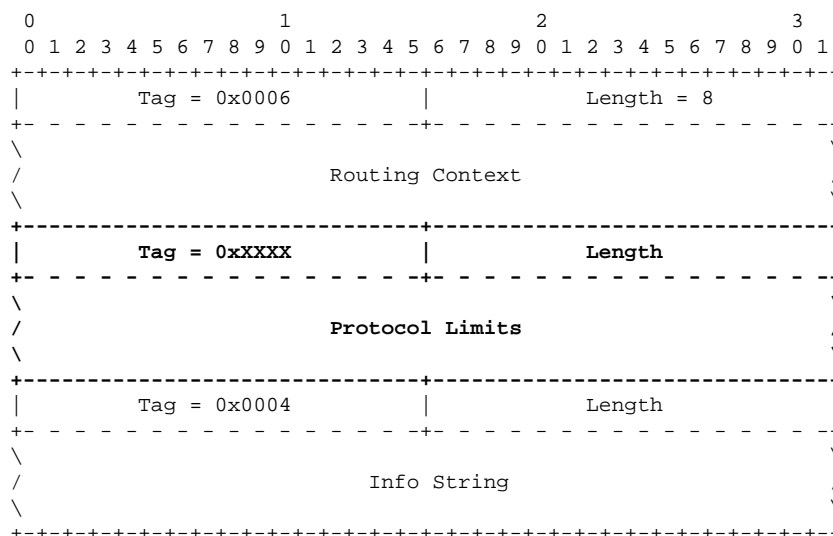 0 1 2 3
0 1 2 3 4 5 6 7 8 9 0 1 2 3 4 5 6 7 8 9 0 1 2 3 4 5 6 7 8 9 0 1
+-+-+-+-+-+-+-+-+-+-+-+-+-+-+-+-+-+-+-+-+-+-+-+-+-+-+-+-+-+-+-+-
| Tag = 0x0006 | Length = 8
+- - - - - - - - - - - - - - - -+- - - - - - - - - - - - - - - --
\ \
/ Routing Context /
\ \
+-------------------------------+--------------------------------
| Tag = 0xXXXX | Length
+- - - - - - - - - - - - - - - -+- - - - - - - - - - - - - - - --
\ \
/ Protocol Limits /
\ \
+-------------------------------+--------------------------------
| Tag = 0x0004 | Length
+- - - - - - - - - - - - - - - -+- - - - - - - - - - - - - - - --
\ \
/ Info String /
\ \
+-+-+-+-+-+-+-+-+-+-+-+-+-+-+-+-+-+-+-+-+-+-+-+-+-+-+-+-+-+-+-+-